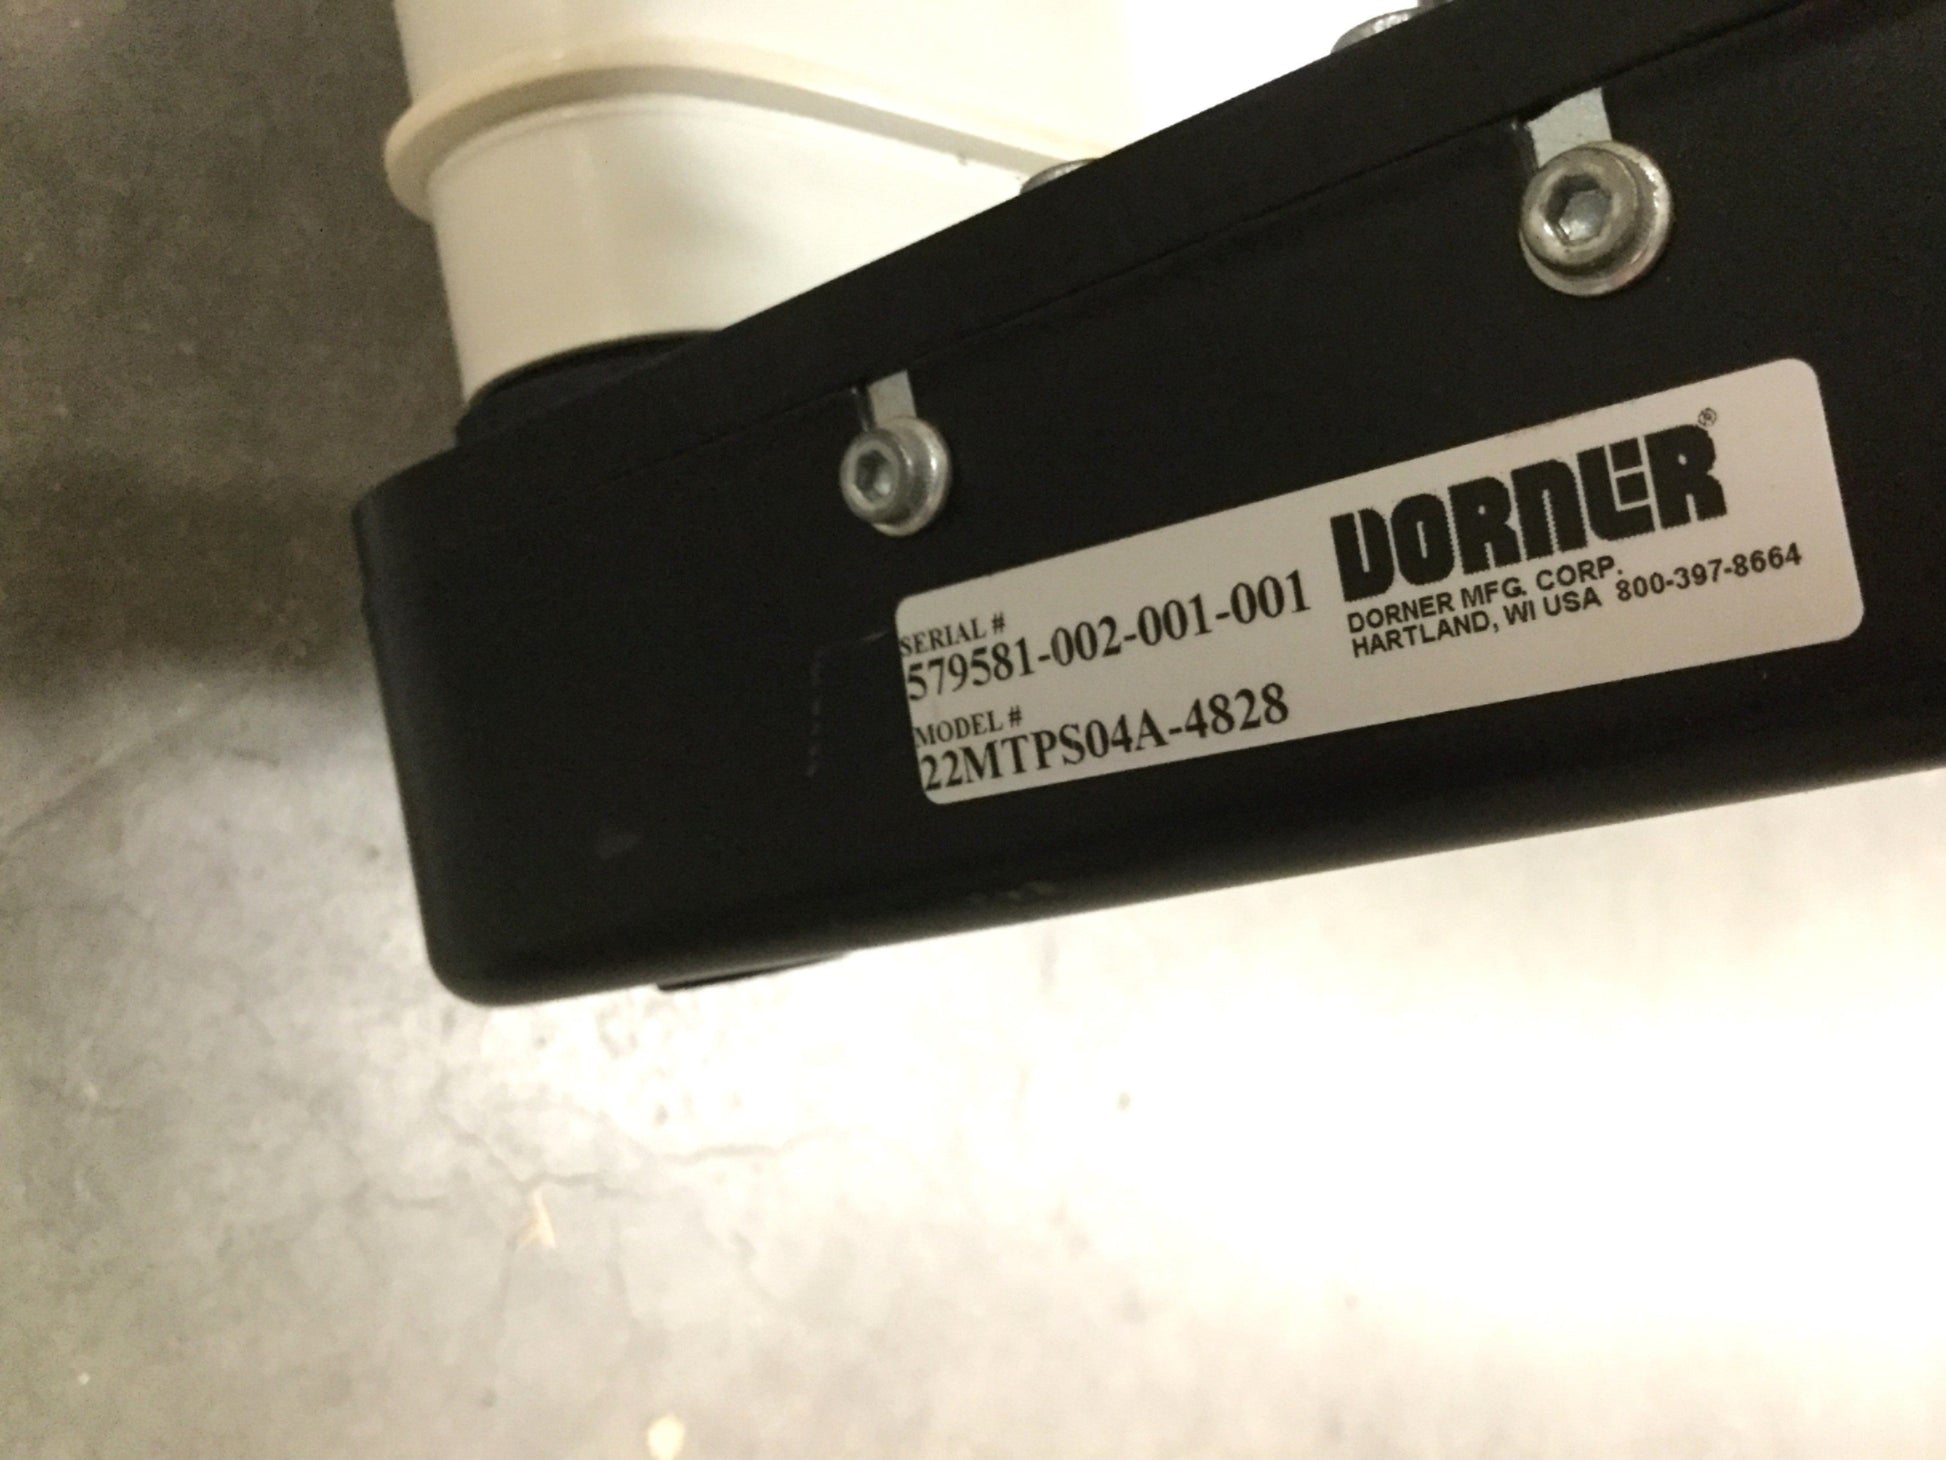 SERIAL #
579581-002-001-001
MODEL #
22MTPS04A-4828
DORNER®
DORNER MFG. CORP.
HARTLAND, WI USA 800-397-8664